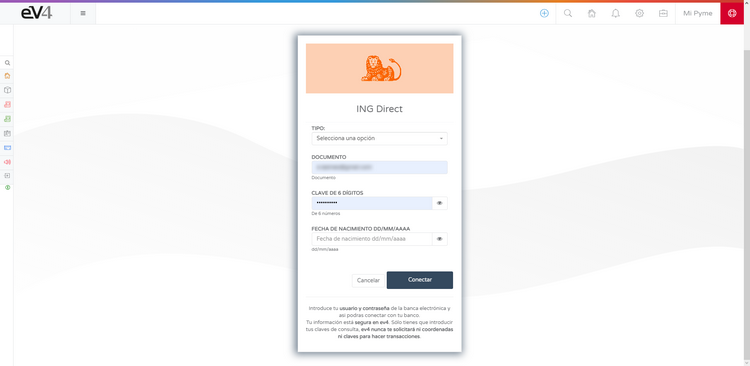 eV4
Mi Pyme
ING Direct
TIPO:
Selecciona una opción
DOCUMENTO
Documento
CLAVE DE 6 DÍGITOS
De 6 números
FECHA DE NACIMIENTO DD/MM/AAAA
Fecha de nacimiento dd/mm/aaaa
dd/mm/aaaa
Cancelar
Conectar
Introduce tu usuario y contraseña de la banca electrónica y
así podras conectar con tu banco.
Tu información está segura en ev4. Sólo tienes que introducir
tus claves de consulta, ev4 nunca te solicitará ni coordenadas
ni claves para hacer transacciones.